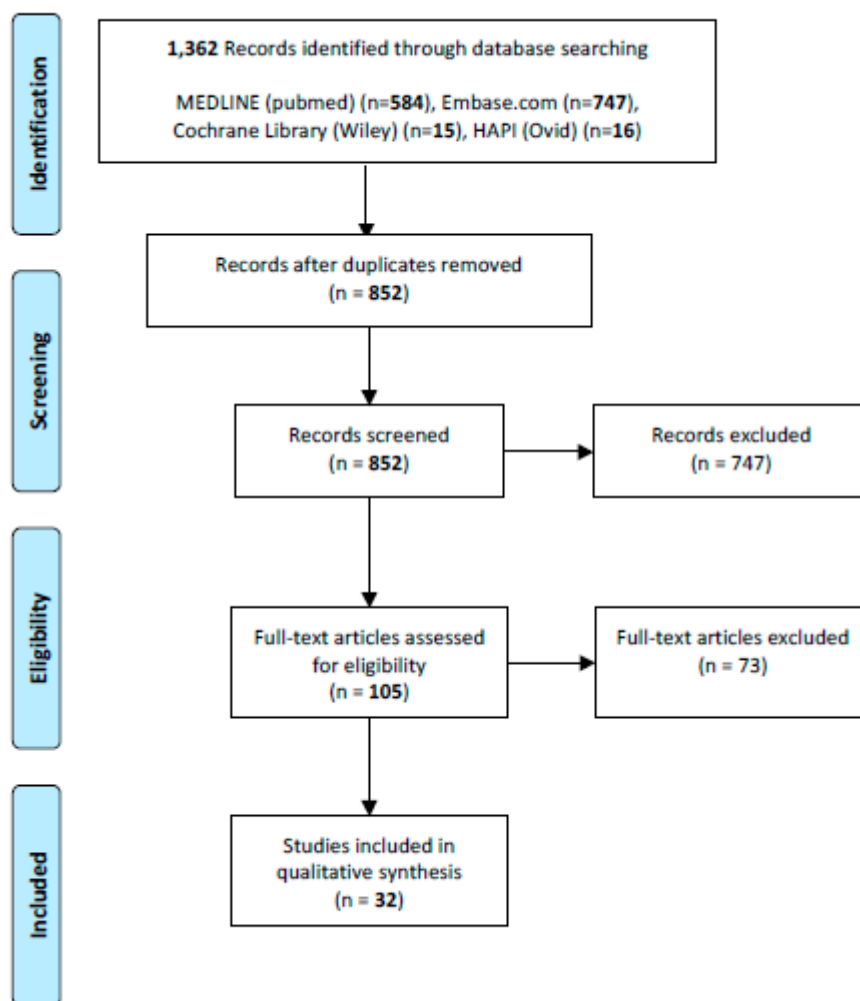 Identification
1,362 Records identified through database searching
MEDLINE (pubmed) (n=584), Embase.com (n=747),
Cochrane Library (Wiley) (n=15), HAPI (Ovid) (n=16)
Records after duplicates removed
(n = 852)
Screening
Records screened
(n = 852)
Records excluded
(n = 747)
Eligibility
Full-text articles assessed
for eligibility
(n = 105)
Full-text articles excluded
(n = 73)
Included
Studies included in
qualitative synthesis
(n = 32)